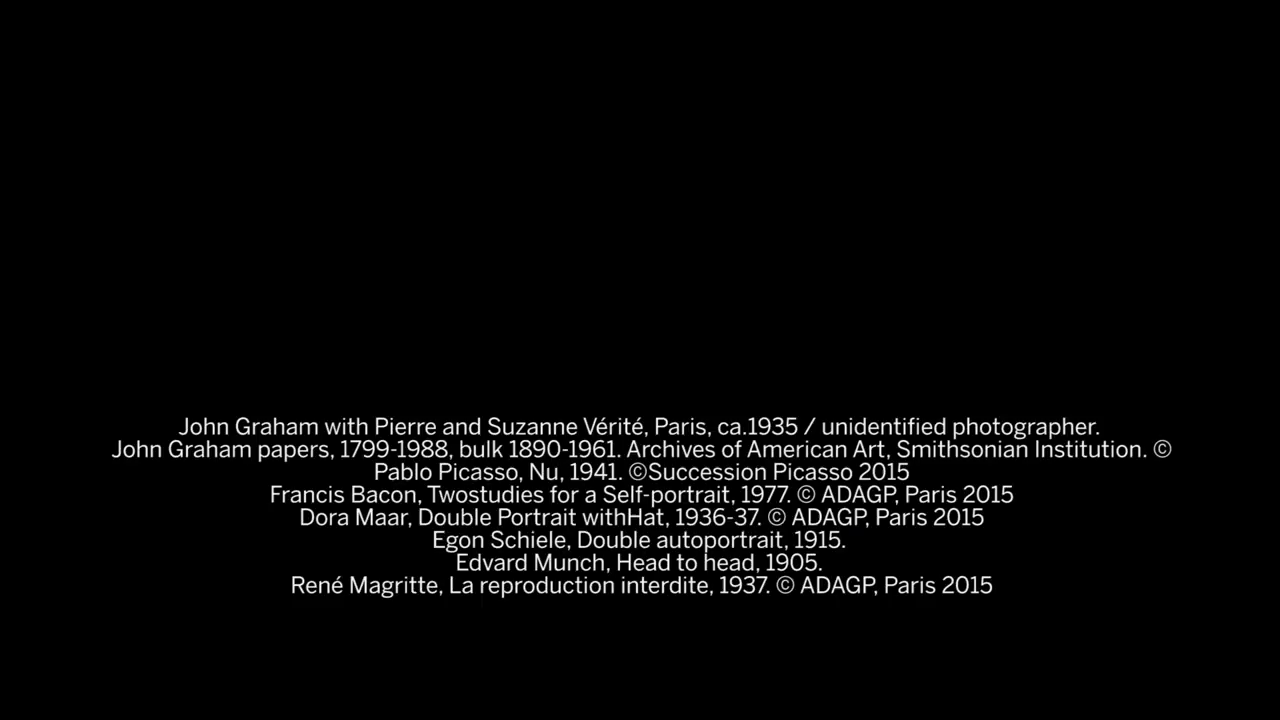 John Graham with Pierre and Suzanne Vérité, Paris, ca.1935 / unidentified photographer.
John Graham papers, 1799-1988, bulk 1890-1961. Archives of American Art, Smithsonian Institution. ©
Pablo Picasso, Nu, 1941. ©Succession Picasso 2015
Francis Bacon, Twostudies for a Self-portrait, 1977. © ADAGP, Paris 2015
Dora Maar, Double Portrait withHat, 1936-37. © ADAGP, Paris 2015
Egon Schiele, Double autoportrait, 1915.
Edvard Munch, Head to head, 1905.
René Magritte, La reproduction interdite, 1937. © ADAGP, Paris 2015